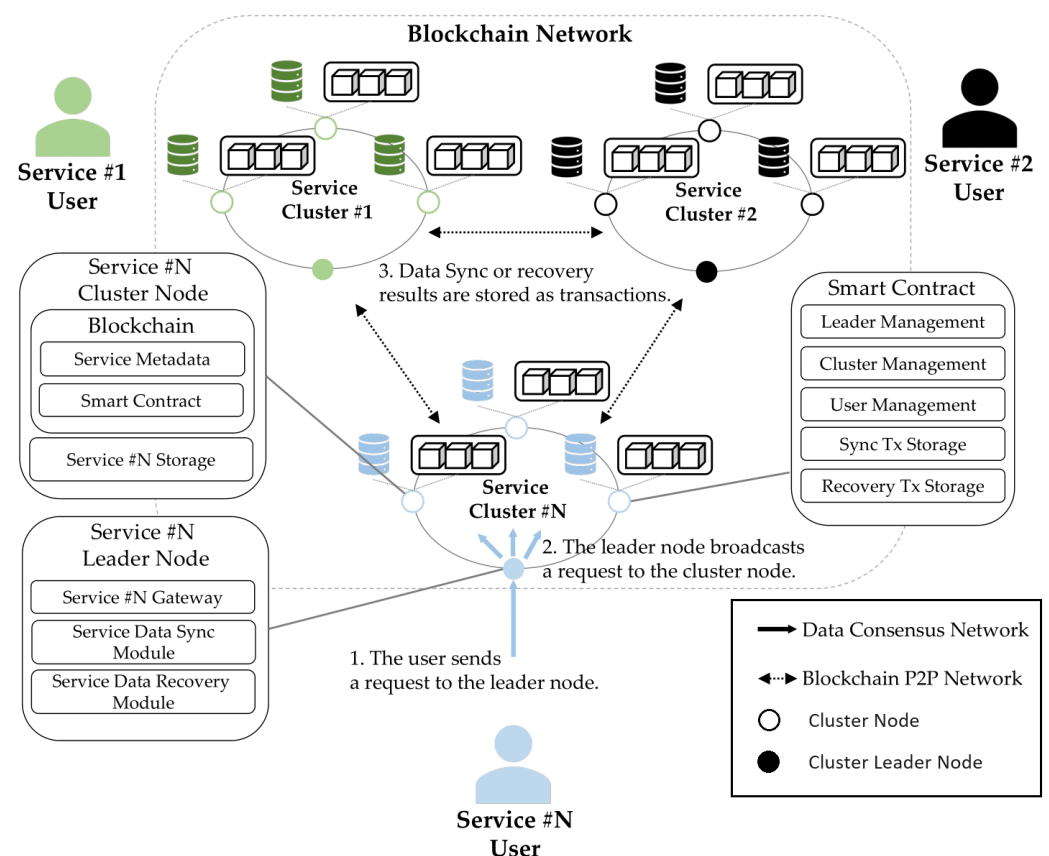 Blockchain Network
Service #1
User
Service #2
User
Service
Cluster #1
Service
Cluster #2
3. Data Sync or recovery
results are stored as transactions.
Service #N
Cluster Node
Blockchain
Service Metadata
Smart Contract
Service #N Storage
Smart Contract
Leader Management
Cluster Management
User Management
Sync Tx Storage
Recovery Tx Storage
Service
Cluster #N
2. The leader node broadcasts
a request to the cluster node.
Service #N
Leader Node
Service #N Gateway
Service Data Sync
Module
Service Data Recovery
Module
1. The user sends
a request to the leader node.
Data Consensus Network
Blockchain P2P Network
Cluster Node
Cluster Leader Node
Service #N
User